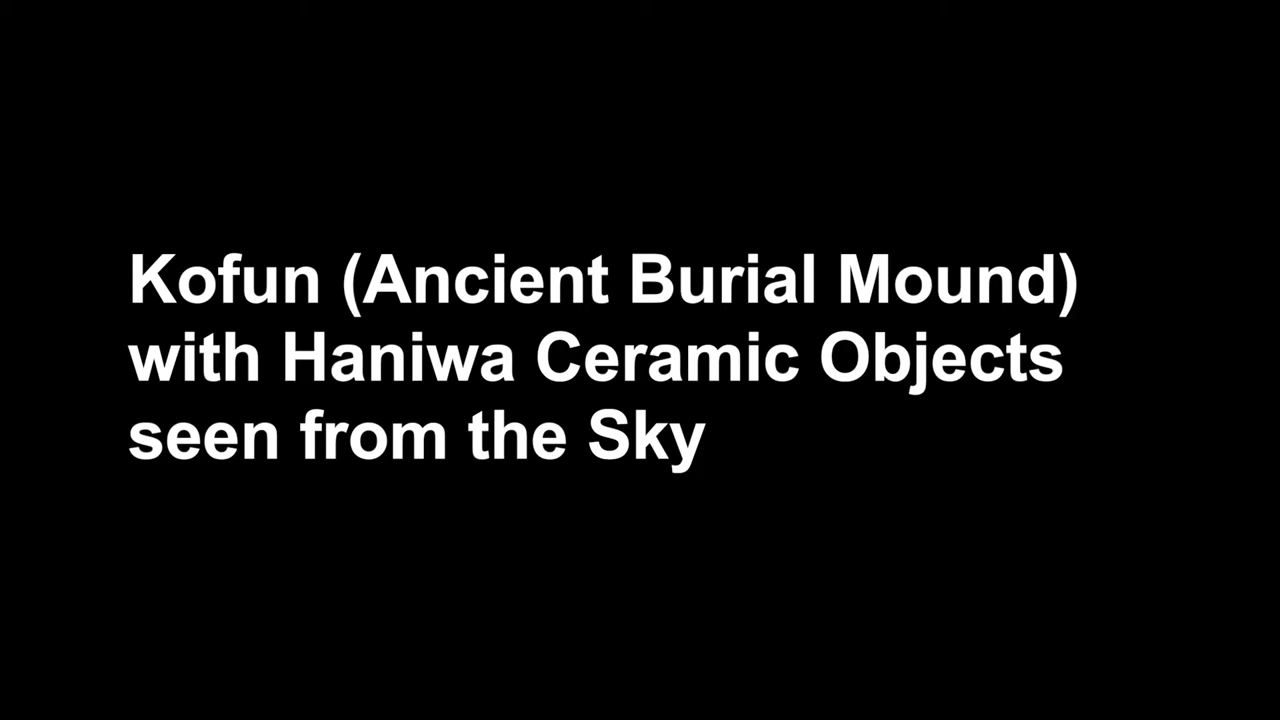 Kofun (Ancient Burial Mound)
with Haniwa Ceramic Objects
seen from the Sky